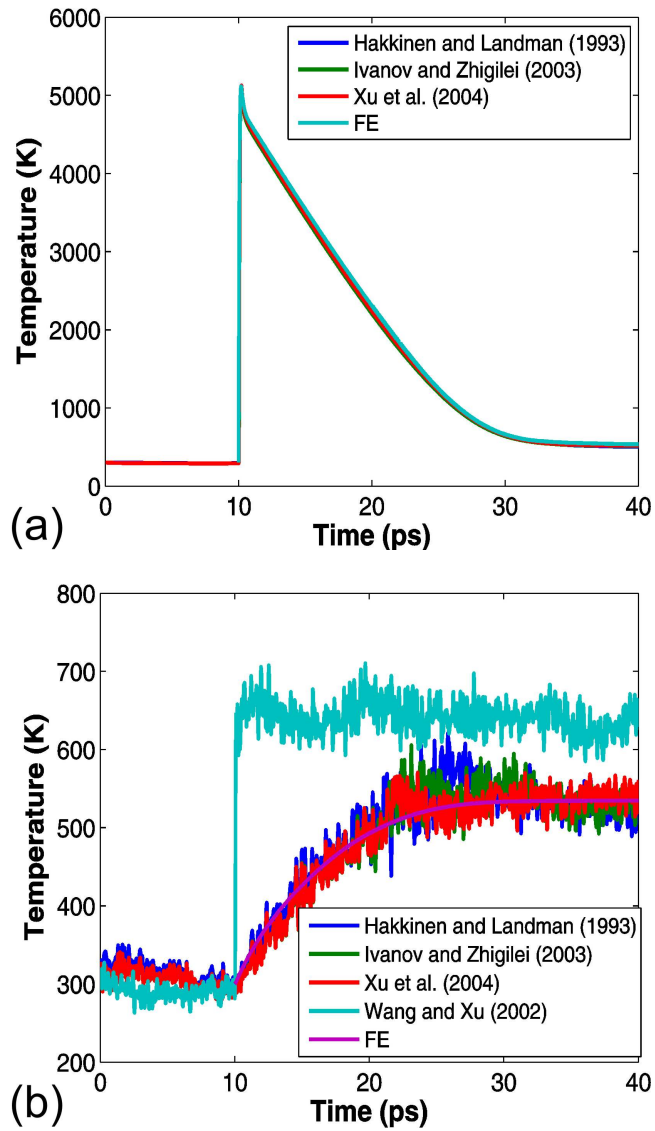 6000
5000
4000
3000
2000
1000
0
Temperature (K)
Hakkinen and Landman (1993)
Ivanov and Zhigilei (2003)
Xu et al. (2004)
FE
0
10
20
30
40
Time (ps)
(a)
800
700
600
500
400
300
200
Temperature (K)
Hakkinen and Landman (1993)
Ivanov and Zhigilei (2003)
Xu et al. (2004)
Wang and Xu (2002)
FE
0
10
20
30
40
Time (ps)
(b)